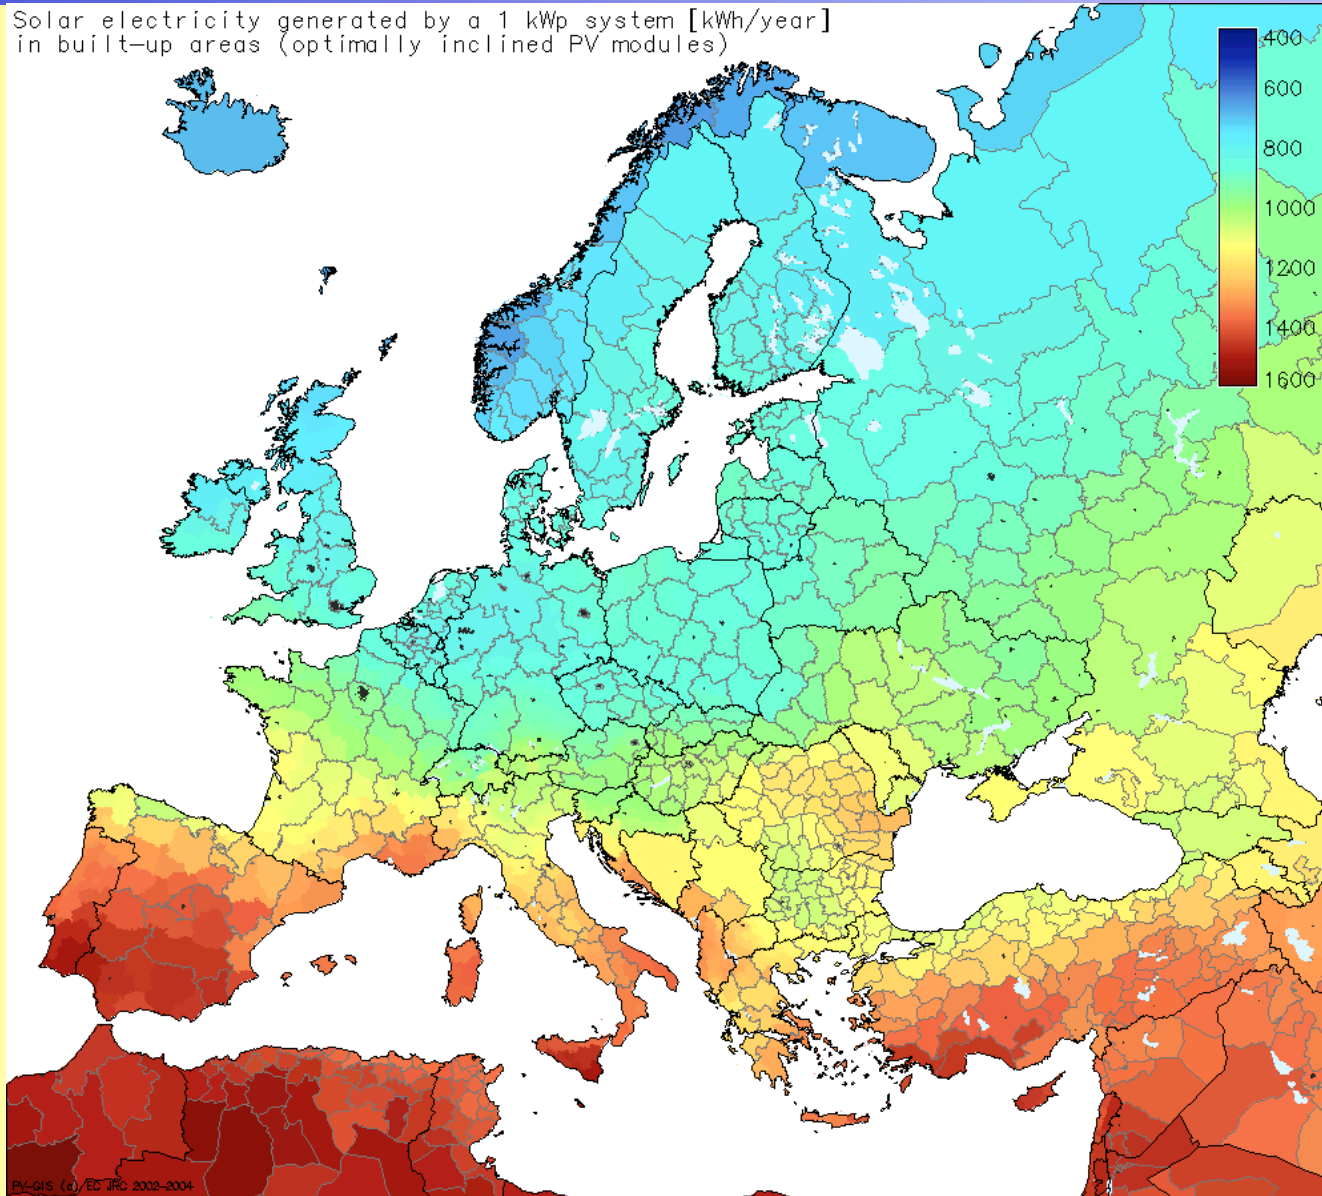 Solar electricity generated by a 1 kWp system [kWh/year]
in built-up areas (optimally inclined PV modules)
400
600
800
1000
1200
1400
1600
PV-GIS (c) EC JRC 2002-2004